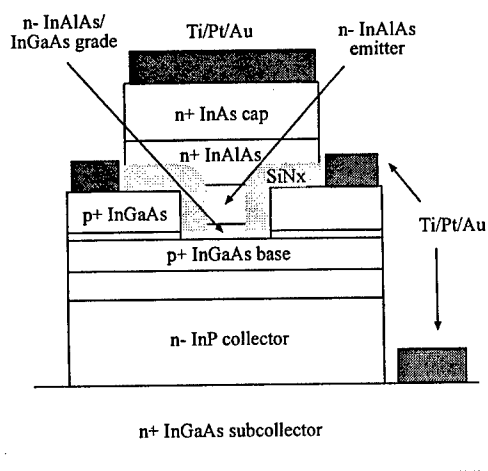 n- InAlAs/
InGaAs grade
Ti/Pt/Au
n- InAlAs
emitter
n+ InAs cap
n+ InAlAs
SiNx
p+ InGaAs
Ti/Pt/Au
p+ InGaAs base
n- InP collector
n+ InGaAs subcollector